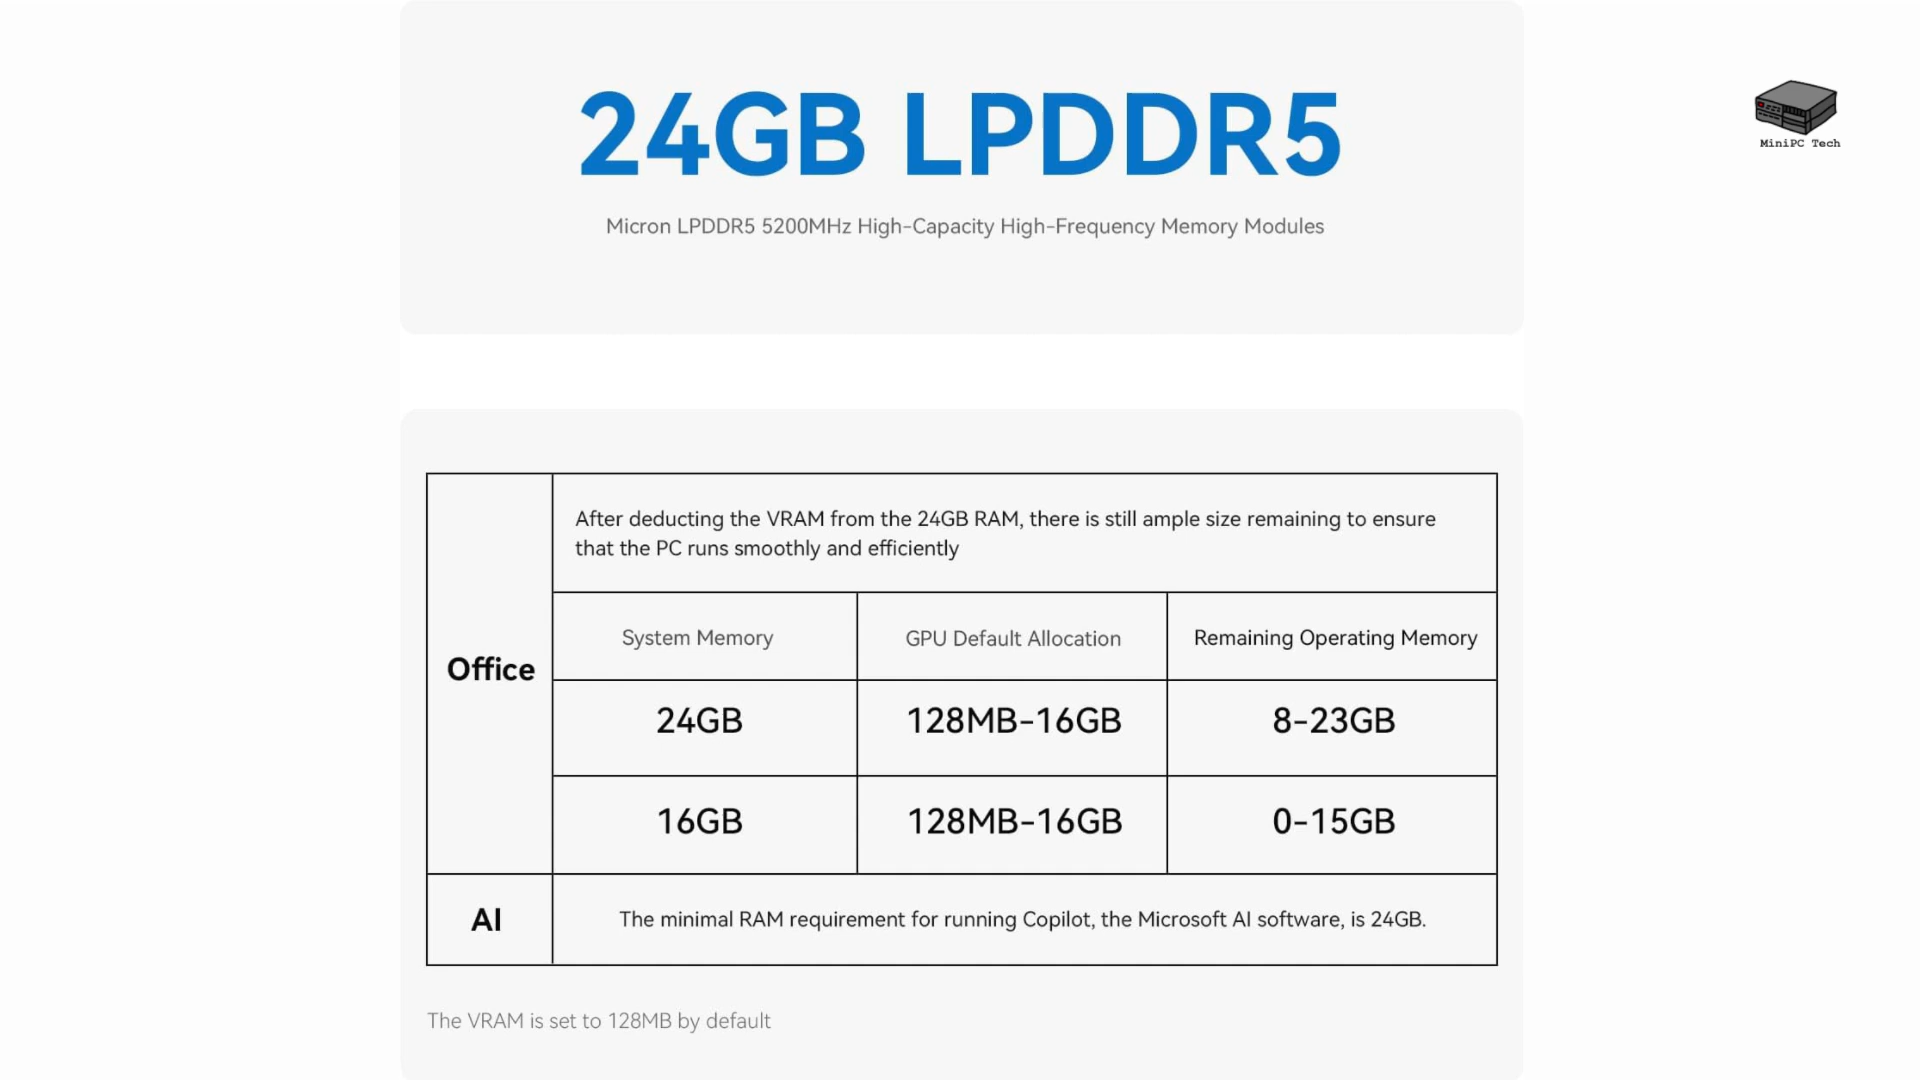 24GB LPDDR5
MiniPC Tech
Micron LPDDR5 5200MHz High-Capacity High-Frequency Memory Modules
Office
After deducting the VRAM from the 24GB RAM, there is still ample size remaining to ensure
that the PC runs smoothly and efficiently
System Memory
GPU Default Allocation
Remaining Operating Memory
24GB
128MB-16GB
8-23GB
16GB
128MB-16GB
0-15GB
AI
The minimal RAM requirement for running Copilot, the Microsoft AI software, is 24GB.
The VRAM is set to 128MB by default